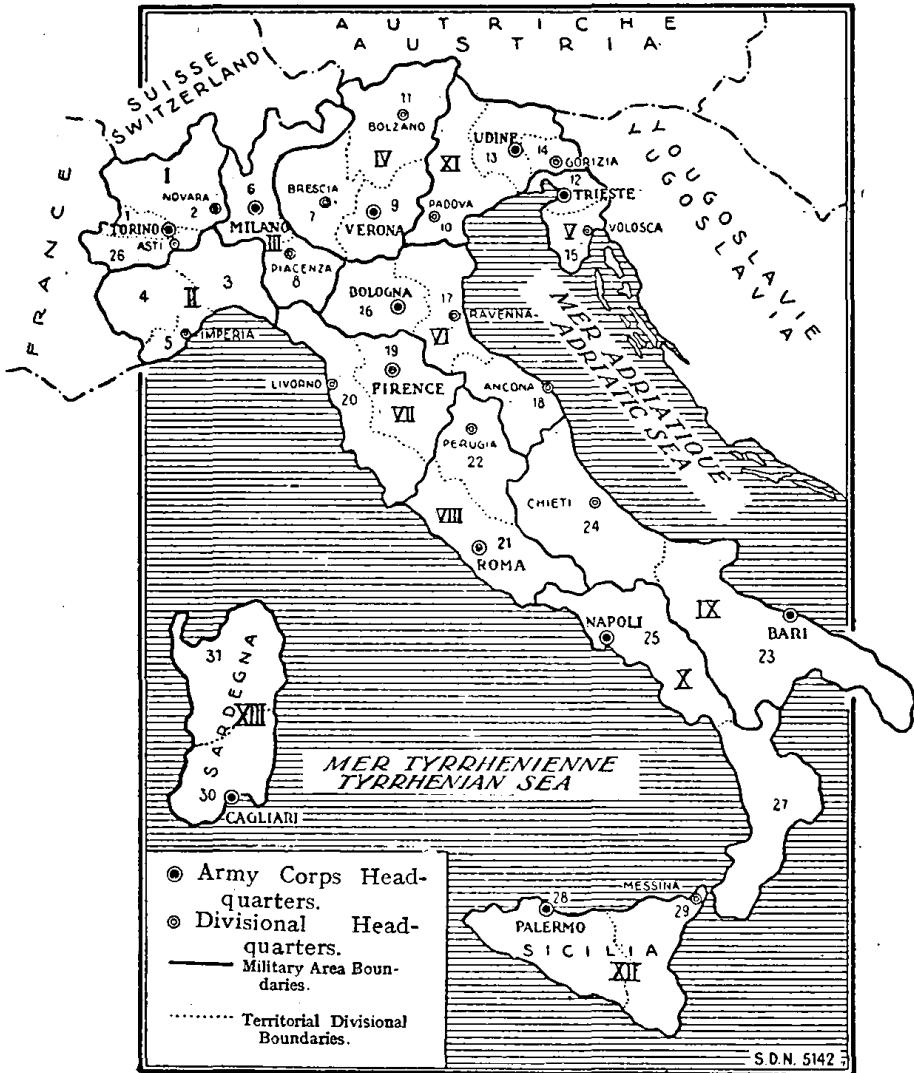 AUTRICHE
AUSTRIA
SUISSE
SWITZERLAND
FRANCE
YOUGOSLAVIE
YUGOSLAVIA
11
BOLZANO
IV
UDINE
13
14
GORIZIA
XI
12
TRIESTE
I
NOVARA
2
6
MILANO
III
BRESCIA
7
9
VERONA
PADOVA
10
V
VOLOSCA
15
1
TORINO
ASTI
26
PIACENZA
8
4
II
3
5
IMPERIA
BOLOGNA
26
17
RAVENNA
VI
MER ADRIATIQUE
ADRIATIC SEA
19
FIRENCE
LIVORNO
20
VII
ANCONA
18
PERUGIA
22
CHIETI
24
VIII
21
ROMA
IX
BARI
23
NAPOLI
25
X
31
SARDEGNA
XIII
30
CAGLIARI
MER TYRRHENIENNE
TYRRHENIAN SEA
27
MESSINA
29
28
PALERMO
SICILIA
XII
Army Corps Head-
quarters.
Divisional Head-
quarters.
Military Area Boun-
daries.
Territorial Divisional
Boundaries.
S.D.N. 5142